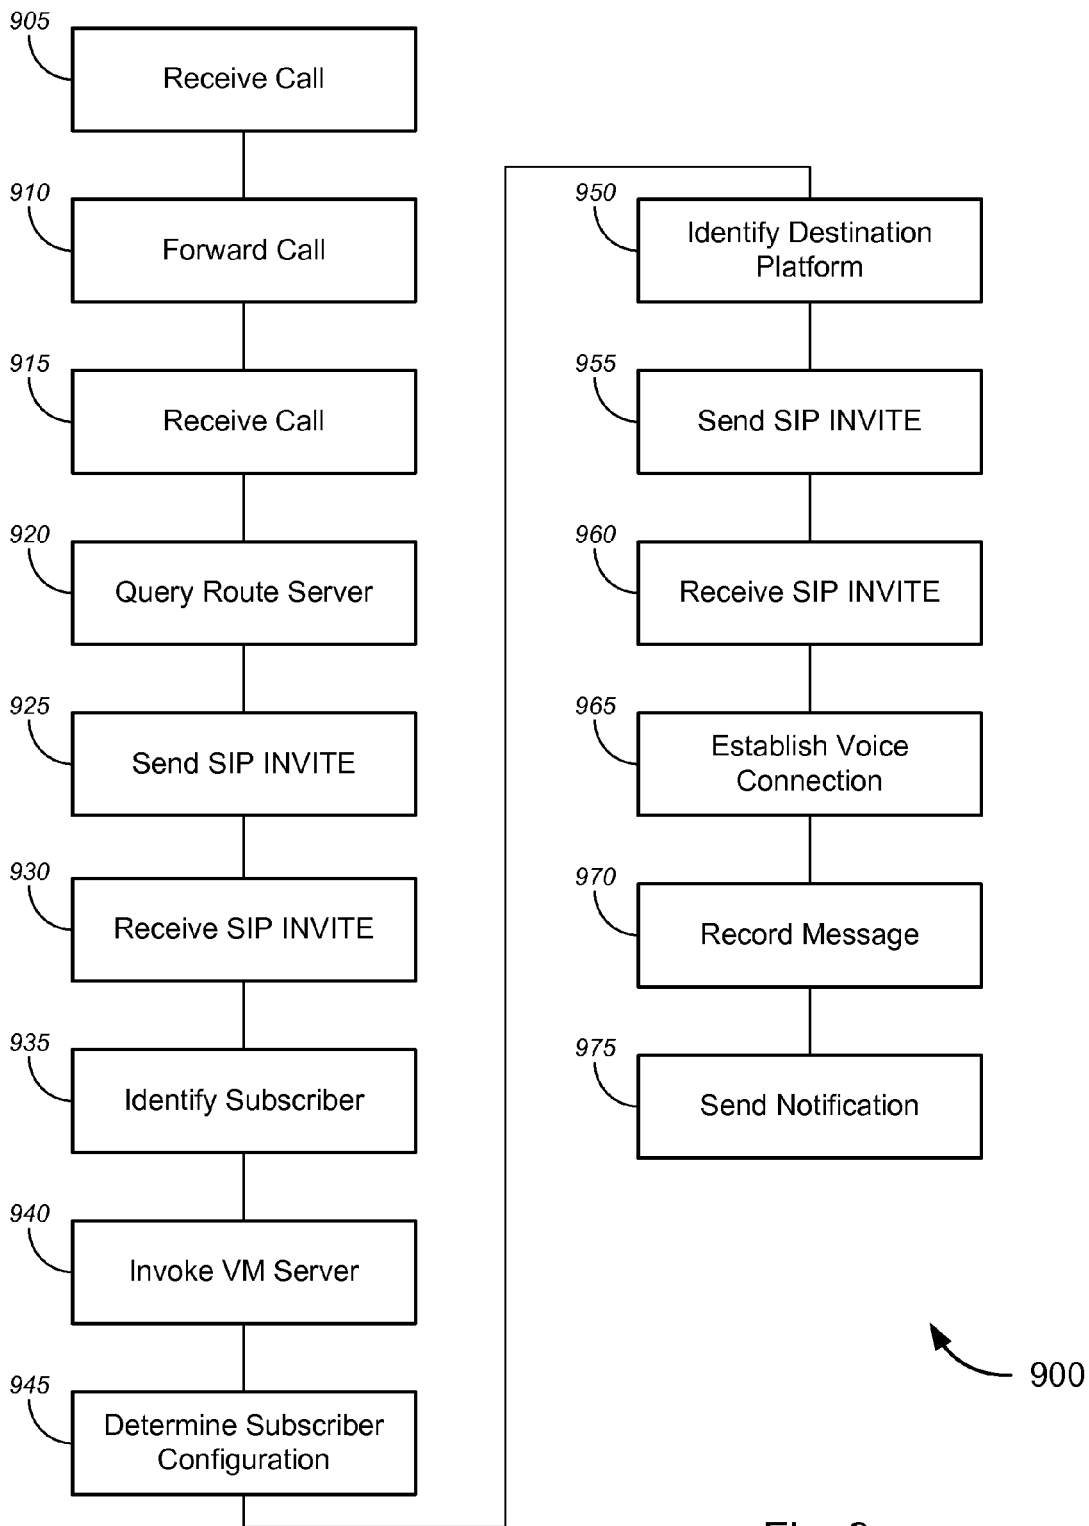 905
Receive Call
910
Forward Call
915
Receive Call
920
Query Route Server
925
Send SIP INVITE
930
Receive SIP INVITE
935
Identify Subscriber
940
Invoke VM Server
945
Determine Subscriber
Configuration
950
Identify Destination
Platform
955
Send SIP INVITE
960
Receive SIP INVITE
965
Establish Voice
Connection
970
Record Message
975
Send Notification
900